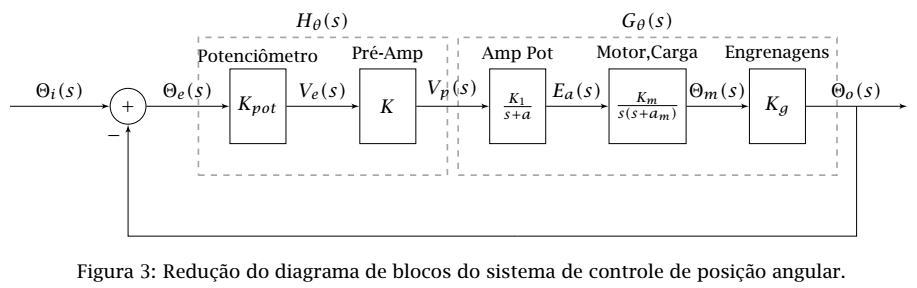 H_θ(s) G_θ(s)
Potenciômetro Pré-Amp Amp Pot Motor,Carga Engrenagens
Θ_i(s) + − Θ_e(s) K_pot V_e(s) K V_p(s) K_1/(s+a) E_a(s) K_m/(s(s+a_m)) Θ_m(s) K_g Θ_o(s)
Figura 3: Redução do diagrama de blocos do sistema de controle de posição angular.